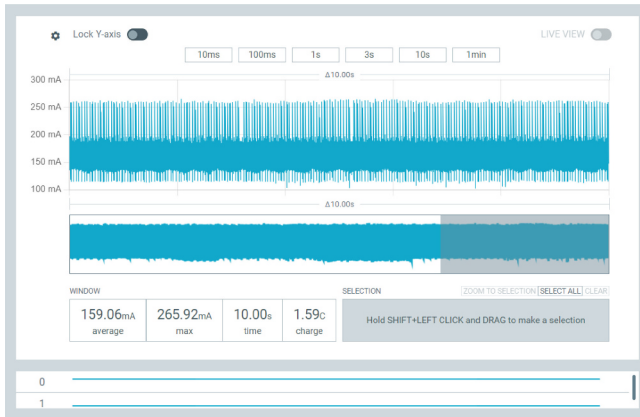 Lock Y-axis LIVE VIEW
10ms 100ms 1s 3s 10s 1min
Δ10.00s
300 mA
250 mA
200 mA
150 mA
100 mA
Δ10.00s
WINDOW SELECTION ZOOM TO SELECTION SELECT ALL CLEAR
159.06mA 265.92mA 10.00s 1.59C
average max time charge
Hold SHIFT+LEFT CLICK and DRAG to make a selection
0
1